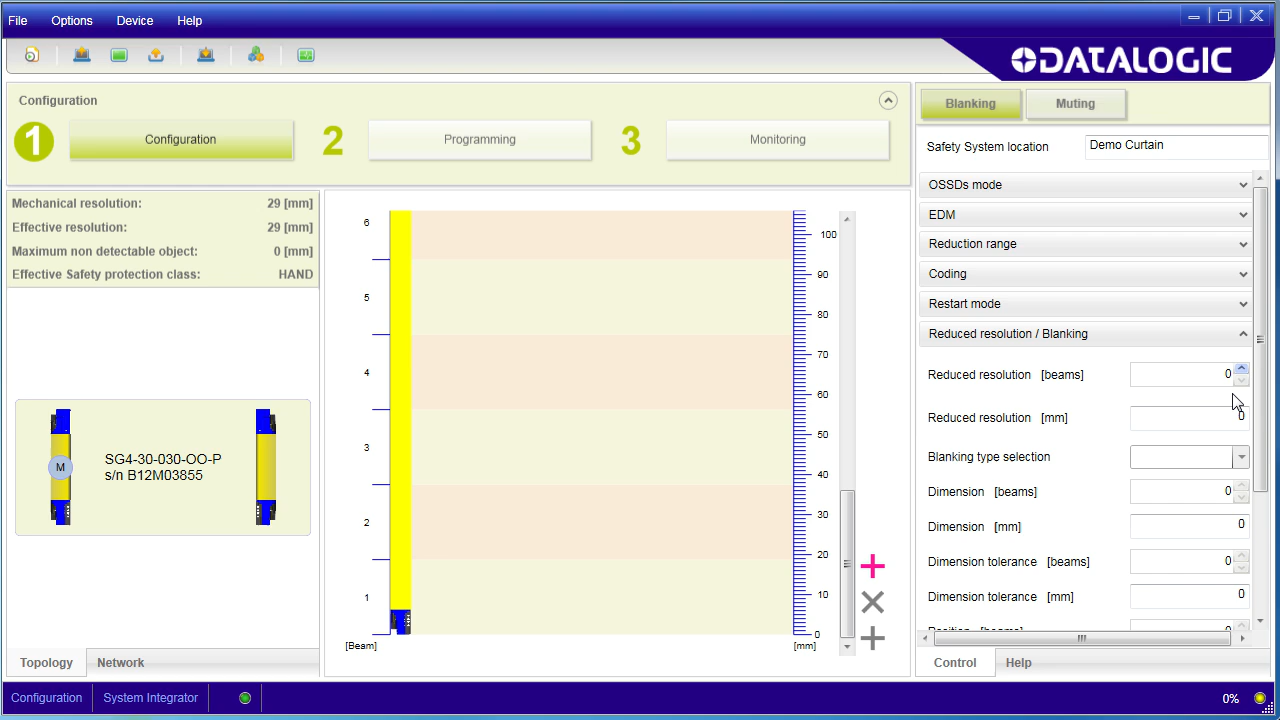 File Options Device Help
DATALOGIC
Configuration
1 Configuration 2 Programming 3 Monitoring
Blanking Muting
Safety System location Demo Curtain
Mechanical resolution: 29 [mm]
Effective resolution: 29 [mm]
Maximum non detectable object: 0 [mm]
Effective Safety protection class: HAND
M
SG4-30-030-OO-P
s/n B12M03855
6
5
4
3
2
1
[Beam]
100
90
80
70
60
50
40
30
20
10
0
[mm]
OSSDs mode
EDM
Reduction range
Coding
Restart mode
Reduced resolution / Blanking
Reduced resolution [beams] 0
Reduced resolution [mm] 0
Blanking type selection
Dimension [beams] 0
Dimension [mm] 0
Dimension tolerance [beams] 0
Dimension tolerance [mm] 0
Position [beams] 0
Topology Network
Control Help
Configuration System Integrator 0%